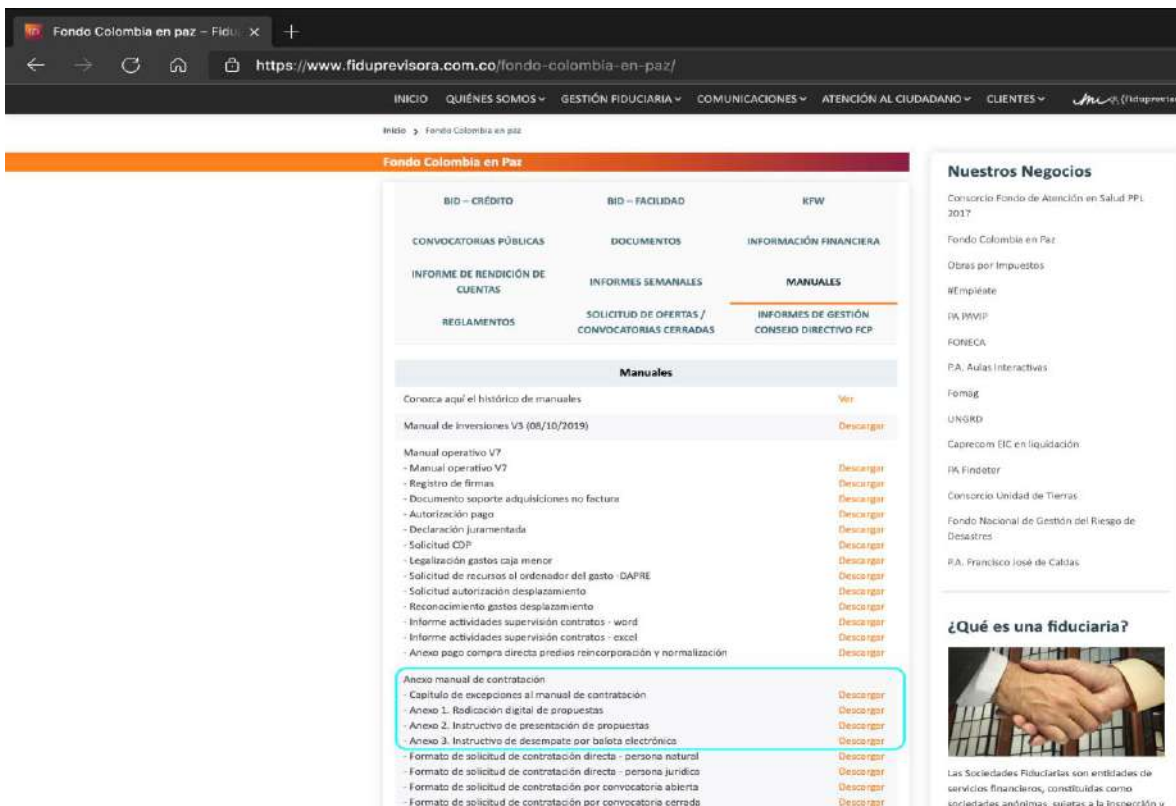 Fondo Colombia en paz – Fidu
https://www.fiduprevisora.com.co/fondo-colombia-en-paz/
INICIO QUIÉNES SOMOS GESTIÓN FIDUCIARIA COMUNICACIONES ATENCIÓN AL CIUDADANO CLIENTES
Inicio > Fondo Colombia en paz
Fondo Colombia en Paz
BID – CRÉDITO BID – FACILIDAD KFW
CONVOCATORIAS PÚBLICAS DOCUMENTOS INFORMACIÓN FINANCIERA
INFORME DE RENDICIÓN DE CUENTAS INFORMES SEMANALES MANUALES
REGLAMENTOS SOLICITUD DE OFERTAS / CONVOCATORIAS CERRADAS INFORMES DE GESTIÓN CONSEJO DIRECTIVO FCP
Manuales
Conozca aquí el histórico de manuales Ver
Manual de inversiones V3 (08/10/2019) Descargar
Manual operativo V7
- Manual operativo V7 Descargar
- Registro de firmas Descargar
- Documento soporte adquisiciones no factura Descargar
- Autorización pago Descargar
- Declaración juramentada Descargar
- Solicitud CDP Descargar
- Legalización gastos caja menor Descargar
- Solicitud de recursos al ordenador del gasto -DAPRE Descargar
- Solicitud autorización desplazamiento Descargar
- Reconocimiento gastos desplazamiento Descargar
- Informe actividades supervisión contratos - word Descargar
- Informe actividades supervisión contratos - excel Descargar
- Anexo pago compra directa predios reincorporación y normalización Descargar
Anexo manual de contratación
- Capítulo de excepciones al manual de contratación Descargar
- Anexo 1. Radicación digital de propuestas Descargar
- Anexo 2. Instructivo de presentación de propuestas Descargar
- Anexo 3. Instructivo de desempate por balota electrónica Descargar
- Formato de solicitud de contratación directa - persona natural Descargar
- Formato de solicitud de contratación directa - persona jurídica Descargar
- Formato de solicitud de contratación por convocatoria abierta Descargar
- Formato de solicitud de contratación por convocatoria cerrada Descargar
Nuestros Negocios
Consorcio Fondo de Atención en Salud PPL
2017
Fondo Colombia en Paz
Obras por Impuestos
#Empléate
PA PAVIP
FONECA
P.A. Aulas Interactivas
Fomag
UNGRD
Caprecom EIC en liquidación
PA Findeter
Consorcio Unidad de Tierras
Fondo Nacional de Gestión del Riesgo de
Desastres
P.A. Francisco José de Caldas
¿Qué es una fiduciaria?
Las Sociedades Fiduciarias son entidades de
servicios financieros, constituidas como
sociedades anónimas, sujetas a la inspección y